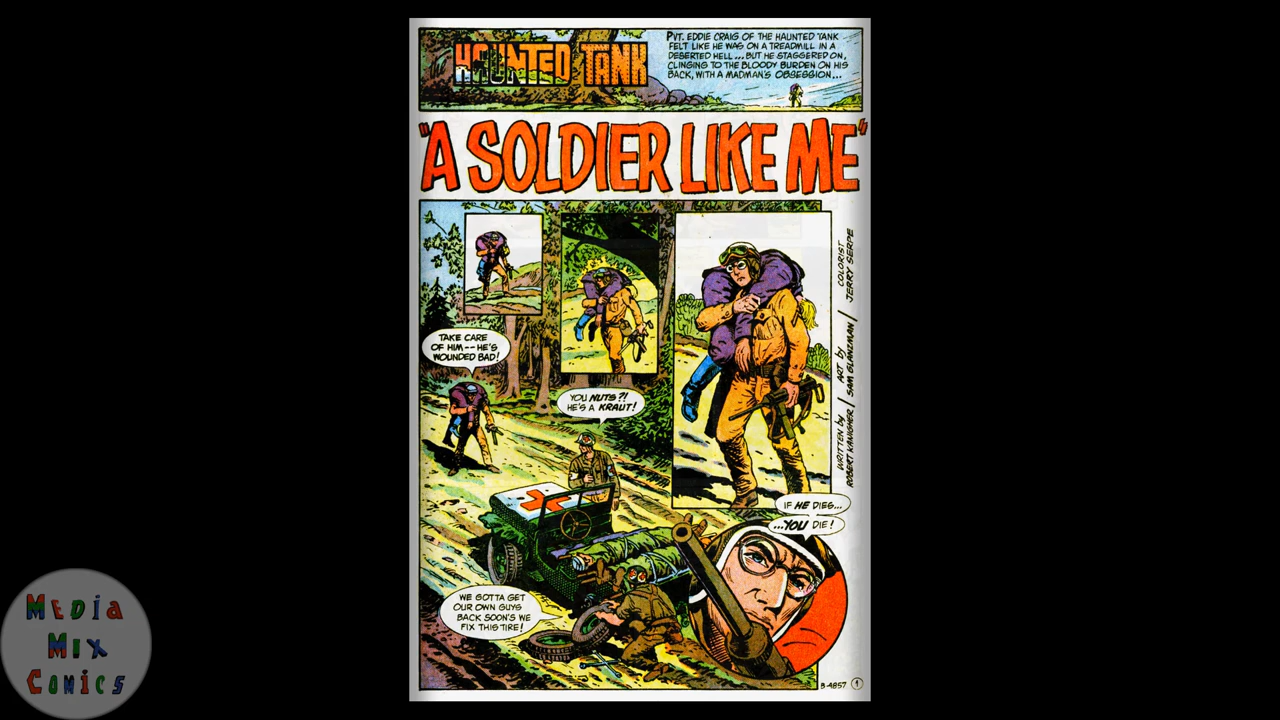 HAUNTED TANK
PVT. EDDIE CRAIG OF THE HAUNTED TANK
FELT LIKE HE WAS ON A TREADMILL IN A
DESERTED HELL...BUT HE STAGGERED ON,
CLINGING TO THE BLOODY BURDEN ON HIS
BACK, WITH A MADMAN'S OBSESSION...
"A SOLDIER LIKE ME"
TAKE CARE
OF HIM--HE'S
WOUNDED BAD!
YOU NUTS?!
HE'S A KRAUT!
WRITTEN by ROBERT KANIGHER
ART by SAM GLANZMAN
COLORIST JERRY SERPE
IF HE DIES...
...YOU DIE!
WE GOTTA GET
OUR OWN GUYS
BACK SOON'S WE
FIX THIS TIRE!
B-4857 1
MEDIA
MIX
COMICS